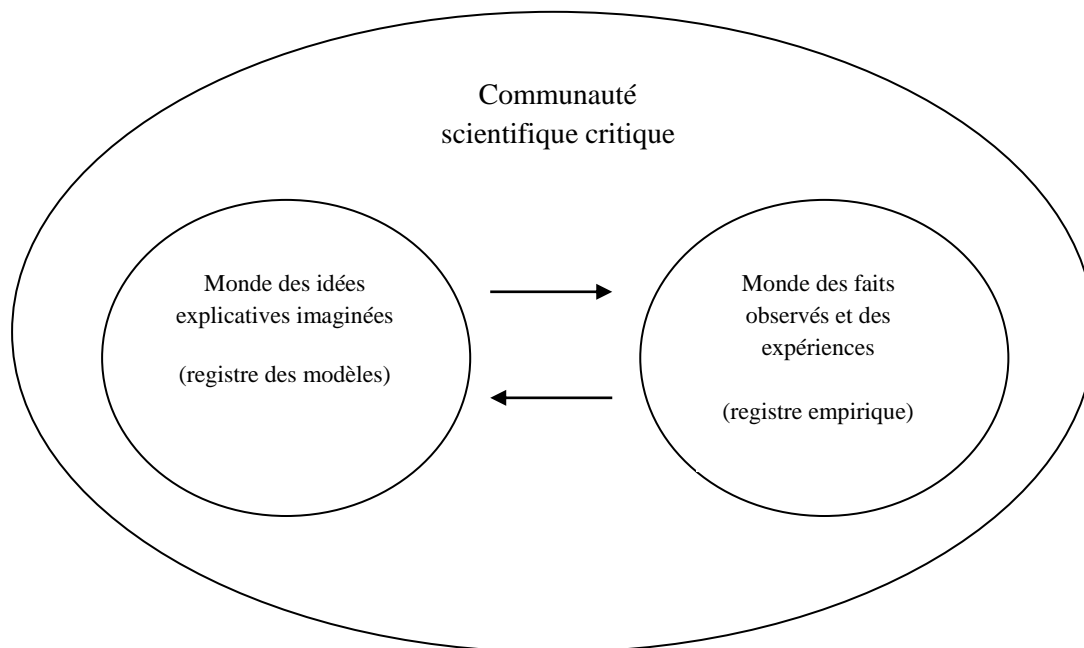 Communauté
scientifique critique
Monde des idées
explicatives imaginées
(registre des modèles)
Monde des faits
observés et des
expériences
(registre empirique)